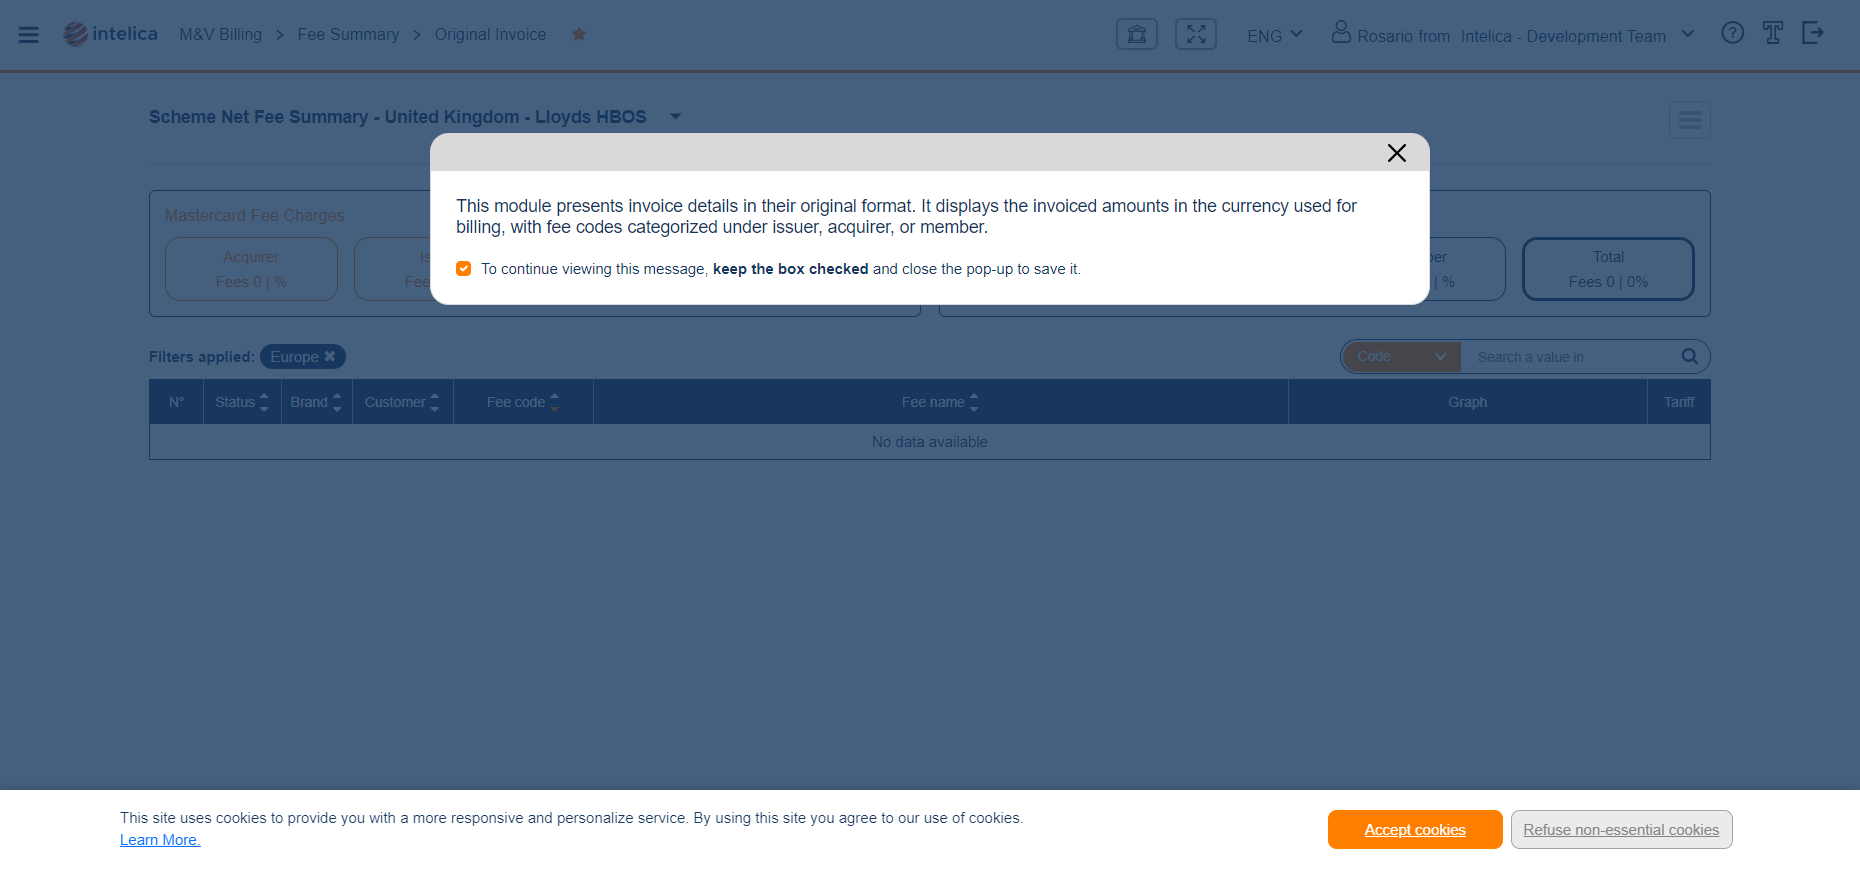 intelica M&V Billing > Fee Summary > Original Invoice ENG Rosario from Intelica - Development Team
Scheme Net Fee Summary - United Kingdom - Lloyds HBOS
This module presents invoice details in their original format. It displays the invoiced amounts in the currency used for
billing, with fee codes categorized under issuer, acquirer, or member.
To continue viewing this message, keep the box checked and close the pop-up to save it.
Mastercard Fee Charges
Acquirer
Fees 0 | %
Is
Fee
ber
| %
Total
Fees 0 | 0%
Filters applied: Europe
Code Search a value in
N° Status Brand Customer Fee code Fee name Graph Tariff
No data available
This site uses cookies to provide you with a more responsive and personalize service. By using this site you agree to our use of cookies.
Learn More.
Accept cookies Refuse non-essential cookies